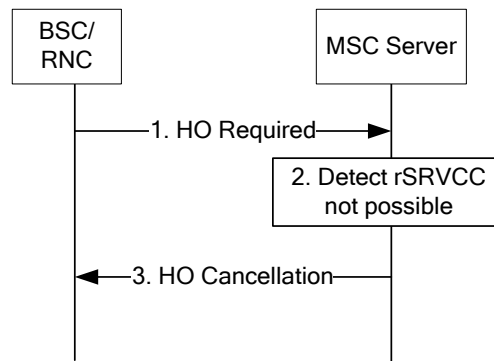 BSC/
RNC
MSC Server
1. HO Required
2. Detect rSRVCC
not possible
3. HO Cancellation